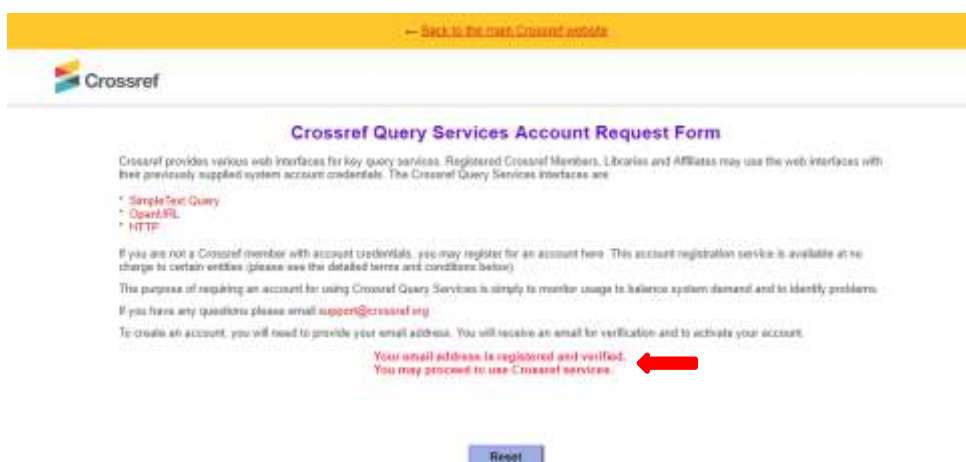 ← Back to the main Crossref website
Crossref
Crossref Query Services Account Request Form
Crossref provides various web interfaces for key query services. Registered Crossref Members, Libraries and Affiliates may use the web interfaces with
their previously supplied system account credentials. The Crossref Query Services interfaces are
* SimpleText Query
* OpenURL
* HTTP
If you are not a Crossref member with account credentials, you may register for an account here. This account registration service is available at no
charge to certain entities (please see the detailed terms and conditions below).
The purpose of requiring an account for using Crossref Query Services is simply to monitor usage to balance system demand and to identify problems.
If you have any questions please email support@crossref.org
To create an account, you will need to provide your email address. You will receive an email for verification and to activate your account.
Your email address is registered and verified.
You may proceed to use Crossref services.
Reset